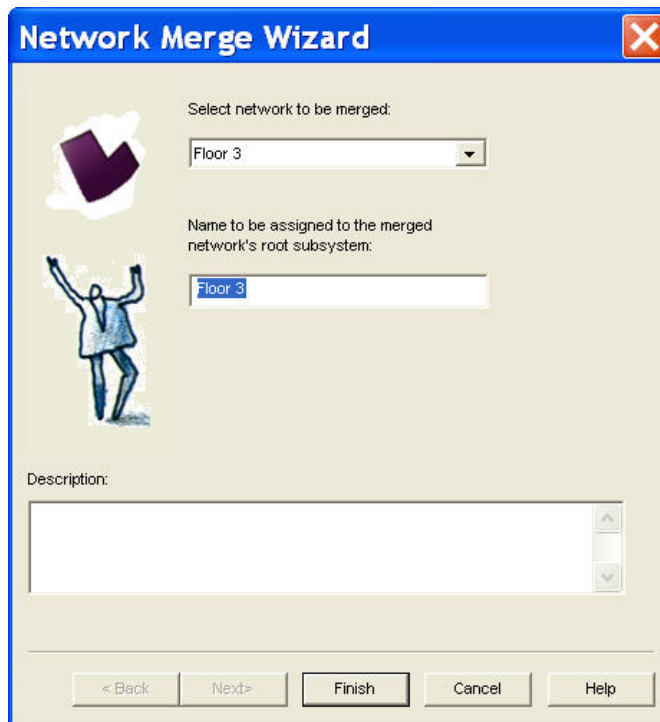 Network Merge Wizard
Select network to be merged:
Floor 3
Name to be assigned to the merged
network's root subsystem:
Floor 3
Description:
< Back
Next>
Finish
Cancel
Help